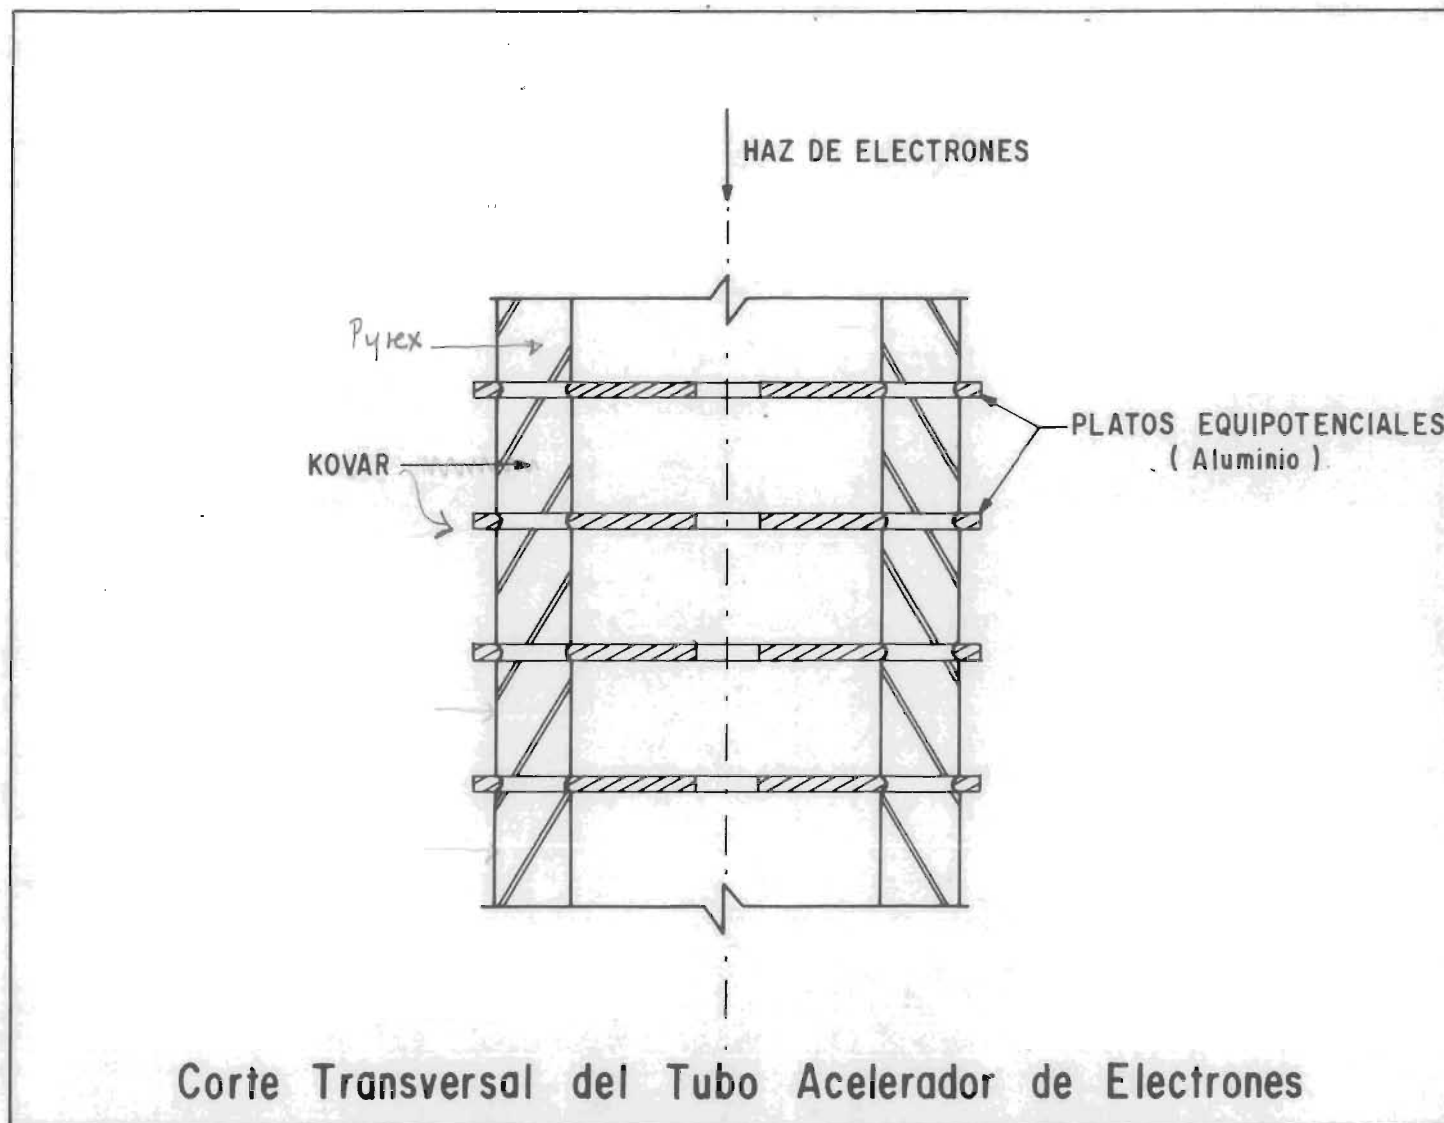 HAZ DE ELECTRONES
Pyrex
PLATOS EQUIPOTENCIALES
( Aluminio )
KOVAR
Corte Transversal del Tubo Acelerador de Electrones